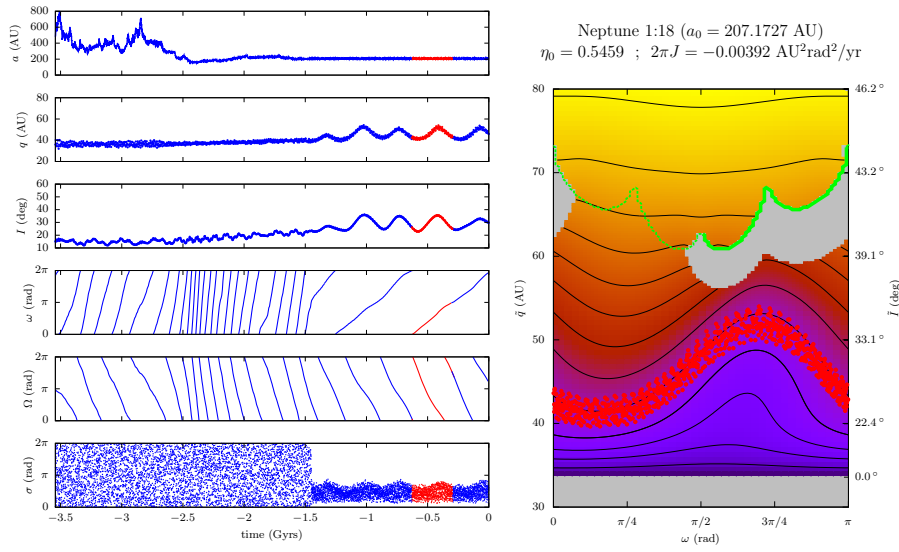 Neptune 1:18 (a₀ = 207.1727 AU)
η₀ = 0.5459 ; 2πJ = −0.00392 AU²rad²/yr
800
600
400
200
0
a (AU)
80
60
40
20
q (AU)
60
50
40
30
20
10
I (deg)
2π
π
0
ω (rad)
2π
π
0
Ω (rad)
2π
π
0
σ (rad)
−3.5 −3 −2.5 −2 −1.5 −1 −0.5 0
time (Gyrs)
80
70
60
50
40
30
q̃ (AU)
46.2°
43.2°
39.1°
33.1°
22.4°
0.0°
Ĩ (deg)
0 π/4 π/2 3π/4 π
ω (rad)